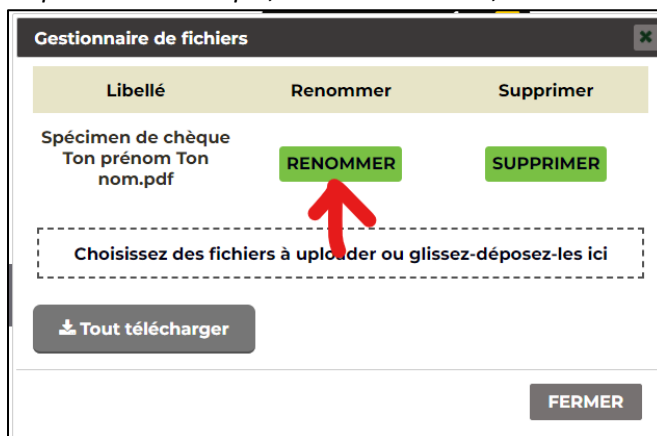 Gestionnaire de fichiers
Libellé Renommer Supprimer
Spécimen de chèque
Ton prénom Ton
nom.pdf
RENOMMER SUPPRIMER
Choisissez des fichiers à uploader ou glissez-déposez-les ici
Tout télécharger
FERMER